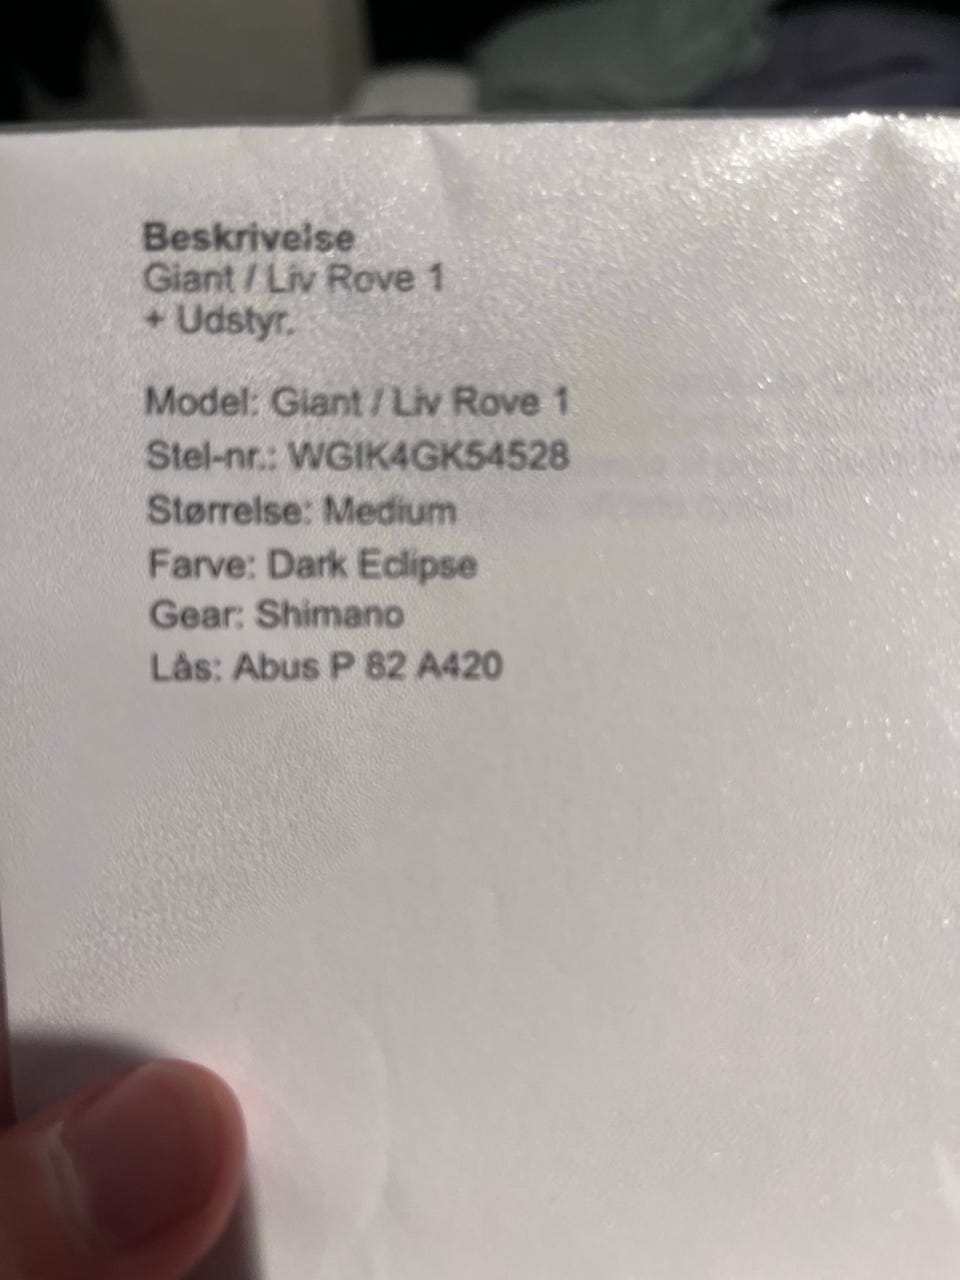 Beskrivelse
Giant / Liv Rove 1
+ Udstyr.
Model: Giant / Liv Rove 1
Stel-nr.: WGIK4GK54528
Størrelse: Medium
Farve: Dark Eclipse
Gear: Shimano
Lås: Abus P 82 A420